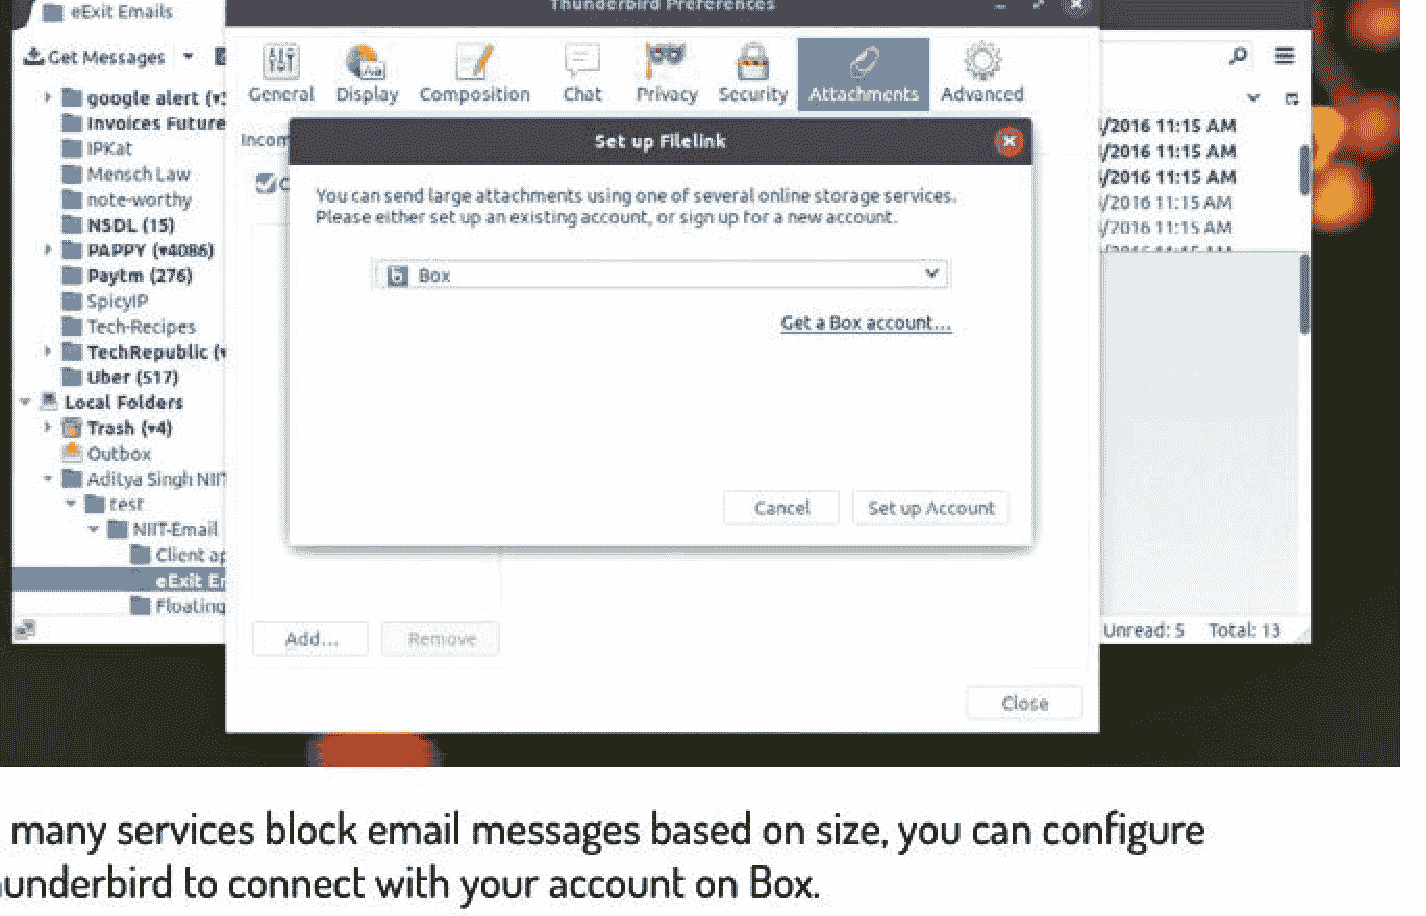 eExit Emails
Thunderbird Preferences
Get Messages
General
Display
Composition
Chat
Privacy
Security
Attachments
Advanced
google alert
Invoices Future
IPKat
Mensch Law
note-worthy
NSDL (15)
PAPPY (▾4086)
Paytm (276)
SpicyIP
Tech-Recipes
TechRepublic
Uber (517)
Local Folders
Trash (▾4)
Outbox
Aditya Singh NIIT
test
NIIT-Email
Client ap
eExit Em
Floating
Incom
Set up Filelink
You can send large attachments using one of several online storage services.
Please either set up an existing account, or sign up for a new account.
Box
Get a Box account...
Cancel
Set up Account
Add...
Remove
Close
/2016 11:15 AM
/2016 11:15 AM
/2016 11:15 AM
/2016 11:15 AM
/2016 11:15 AM
Unread: 5 Total: 13
many services block email messages based on size, you can configure
hunderbird to connect with your account on Box.